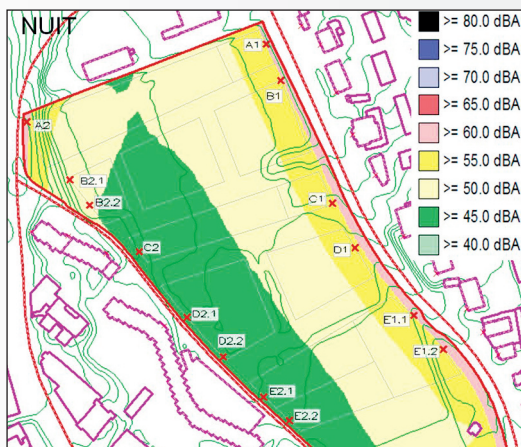 NUIT
>= 80.0 dBA
>= 75.0 dBA
>= 70.0 dBA
>= 65.0 dBA
>= 60.0 dBA
>= 55.0 dBA
>= 50.0 dBA
>= 45.0 dBA
>= 40.0 dBA
A1
B1
A2
B2.1
B2.2
C1
C2
D1
D2.1
E1.1
D2.2
E1.2
E2.1
E2.2